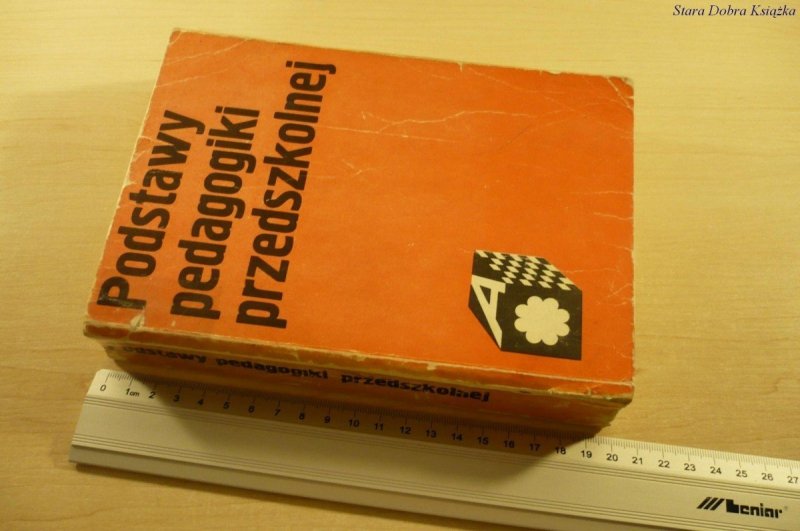 Stara Dobra Książka
Podstawy
pedagogiki
przedszkolnej
A
podstawy pedagogiki przedszkolnej
0 1cm 2 3 4 5 6 7 8 9 10 11 12 13 14 15 16 17 18 19 20 21 22 23 24 25 26 27
Leniar